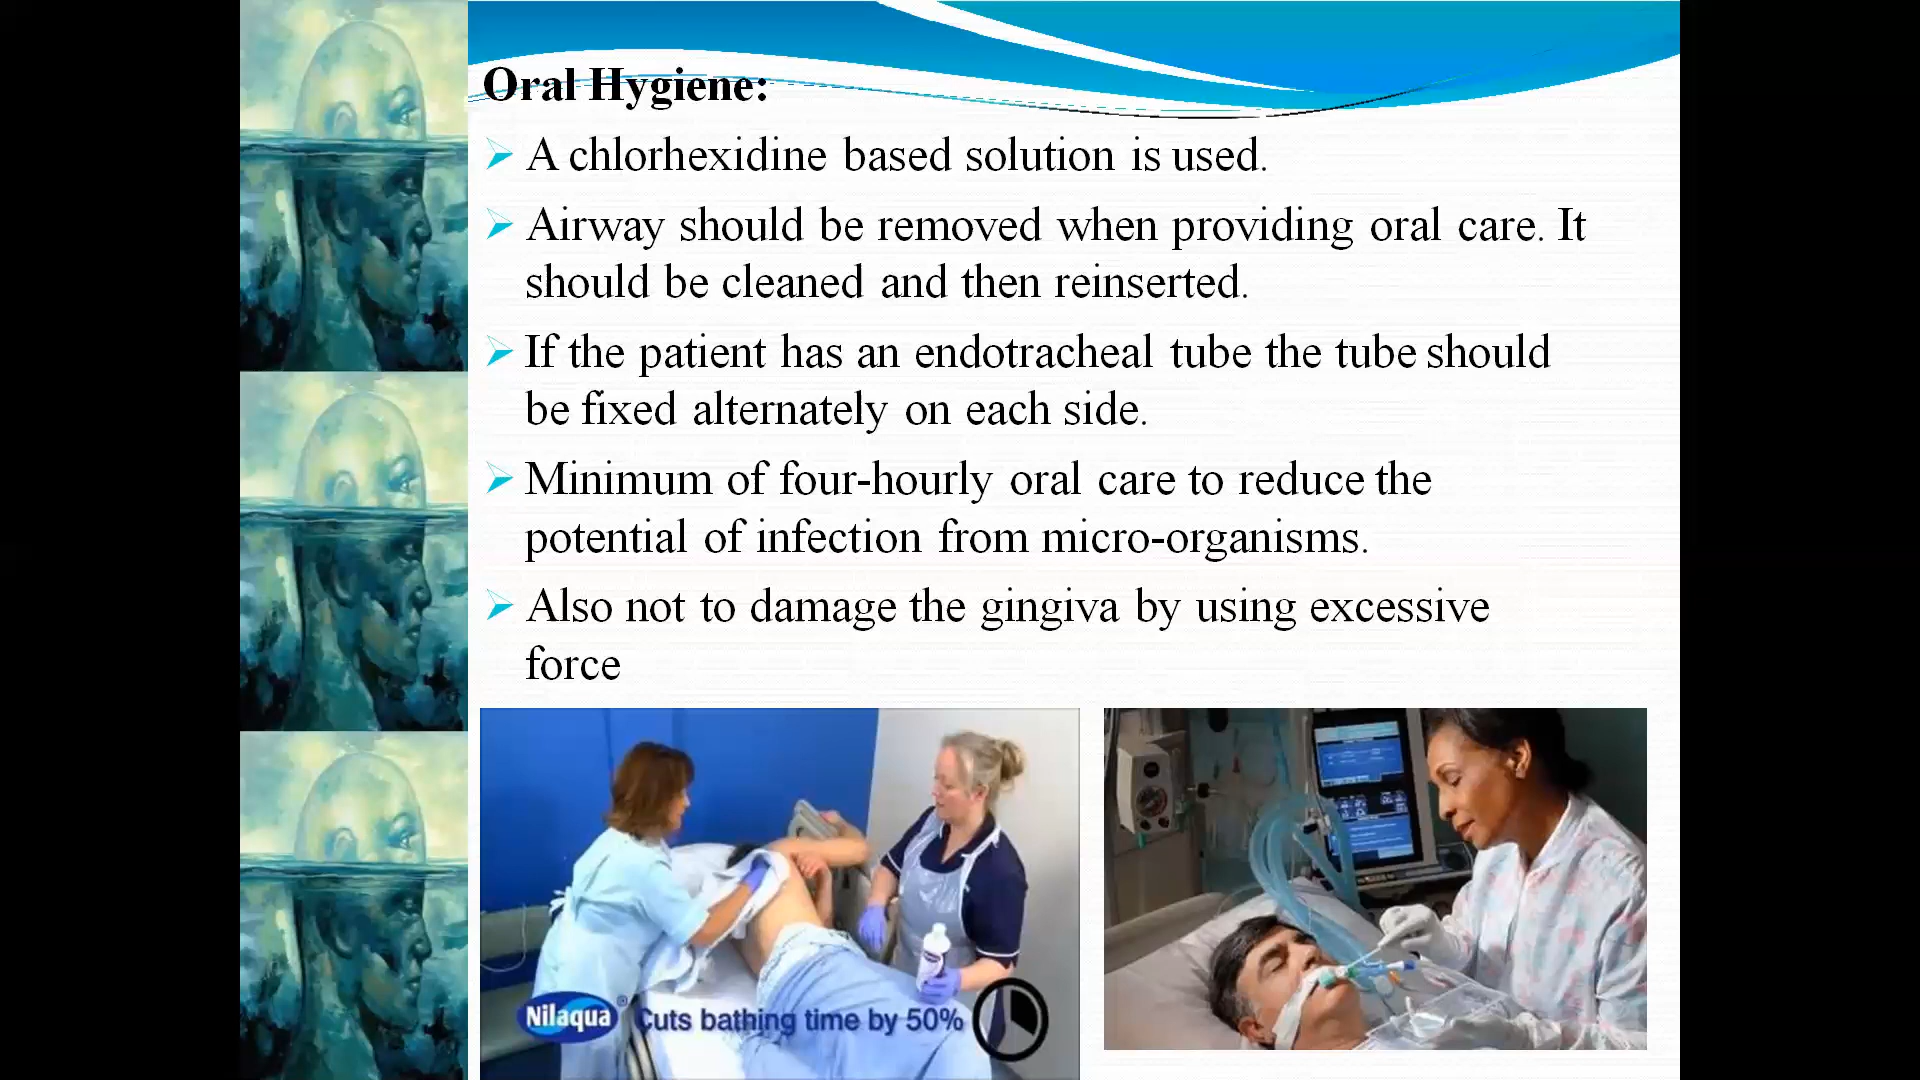 Oral Hygiene:
A chlorhexidine based solution is used.
Airway should be removed when providing oral care. It
should be cleaned and then reinserted.
If the patient has an endotracheal tube the tube should
be fixed alternately on each side.
Minimum of four-hourly oral care to reduce the
potential of infection from micro-organisms.
Also not to damage the gingiva by using excessive
force
Nilaqua® Cuts bathing time by 50%